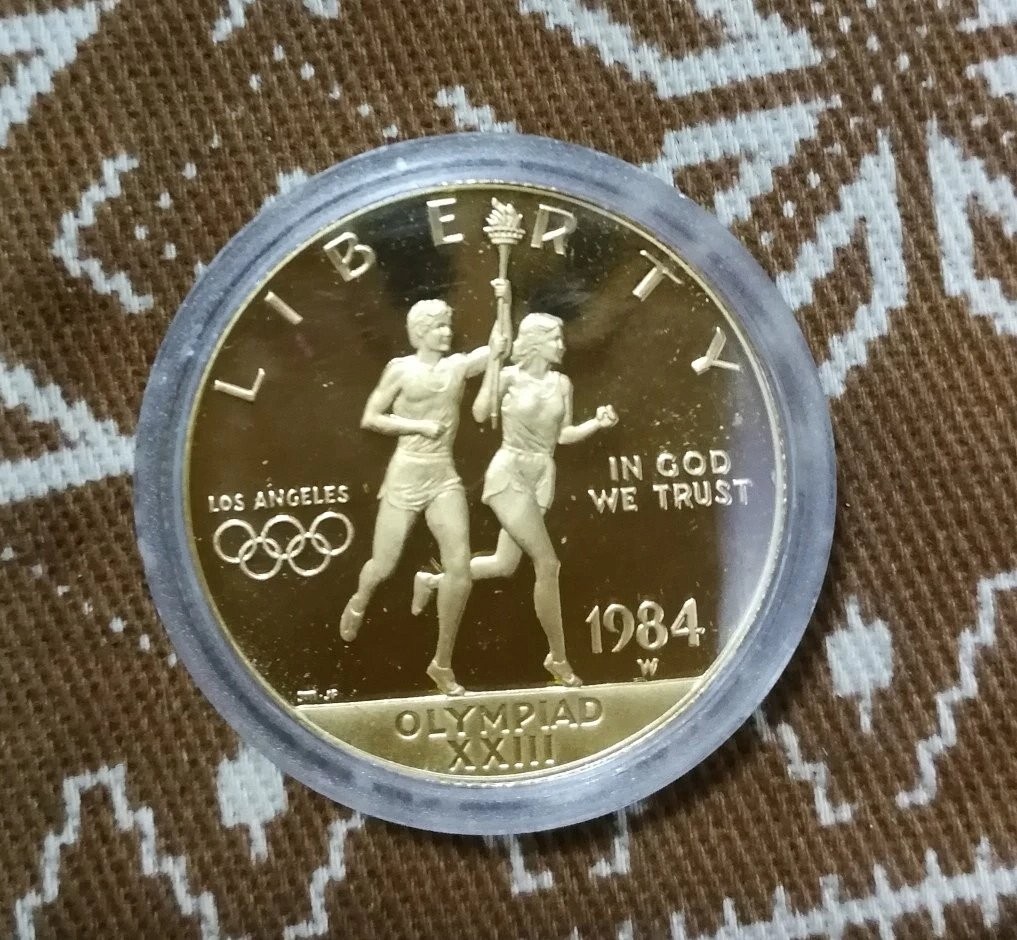 LIBERTY
LOS ANGELES
IN GOD
WE TRUST
1984
W
OLYMPIAD
XXIII